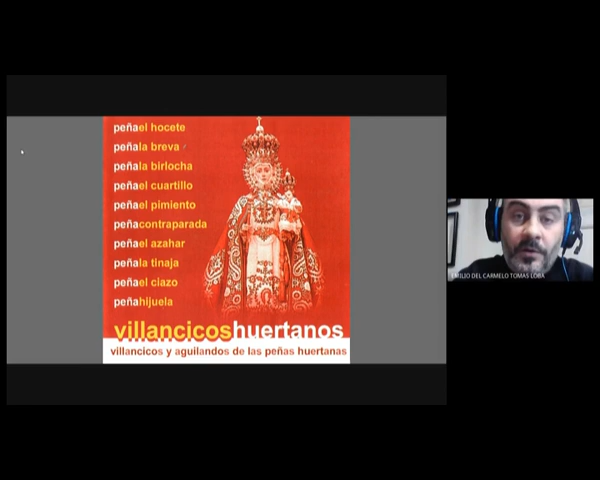 peñael hocete
peñala breva
peñala birlocha
peñael cuartillo
peñael pimiento
peñacontraparada
peñael azahar
peñala tinaja
peñael ciazo
peñahijuela
villancicoshuertanos
villancicos y aguilandos de las peñas huertanas
EMILIO DEL CARMELO TOMAS LOBA